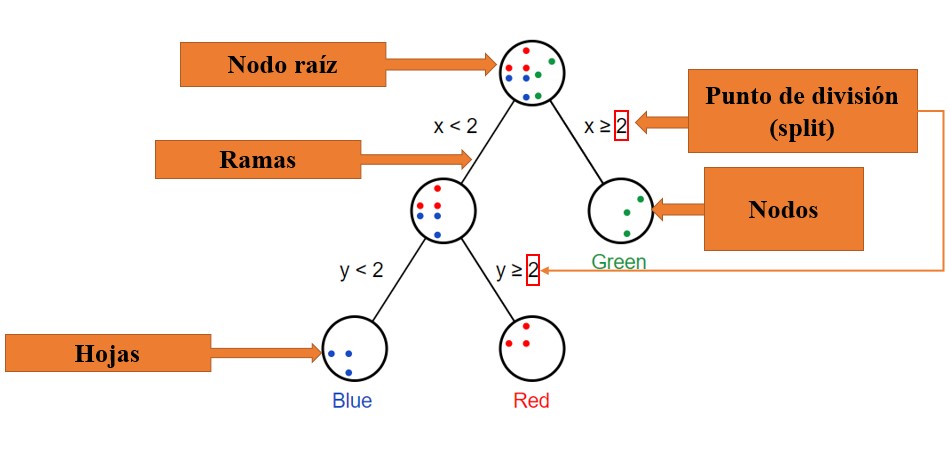 Nodo raíz
Punto de división
(split)
x < 2
x ≥ 2
Ramas
Nodos
Green
y < 2
y ≥ 2
Hojas
Blue
Red